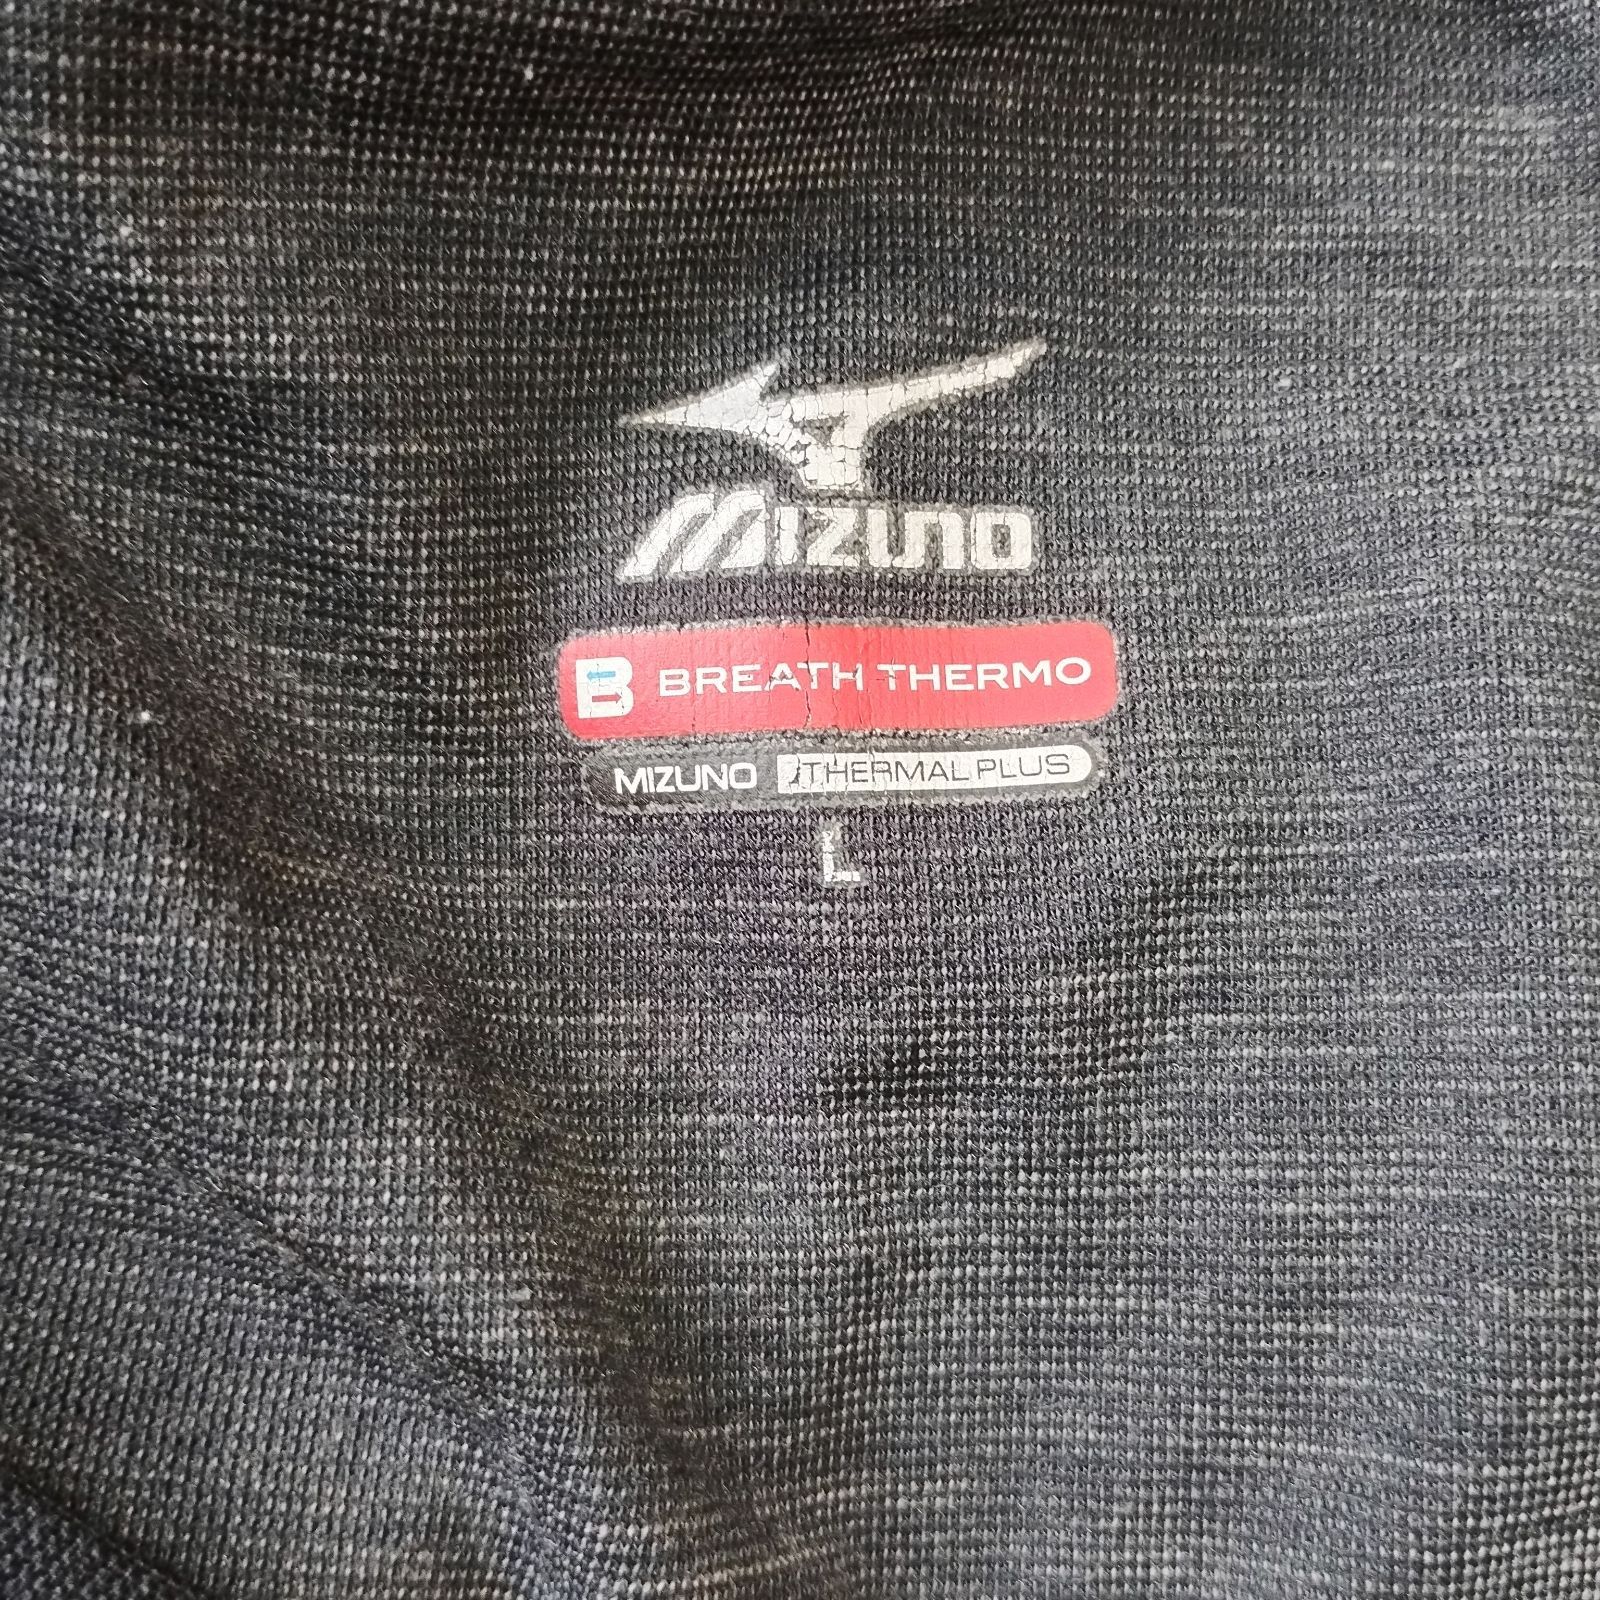 MIZUNO
B BREATH THERMO
MIZUNO THERMAL PLUS
L